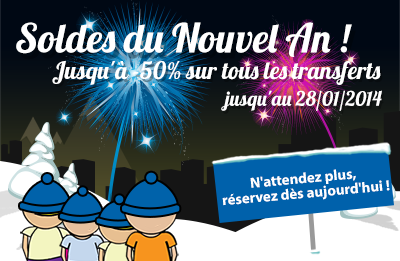 Soldes du Nouvel An !
Jusqu'à -50% sur tous les transferts
jusqu'au 28/01/2014
N'attendez plus,
réservez dès aujourd'hui !